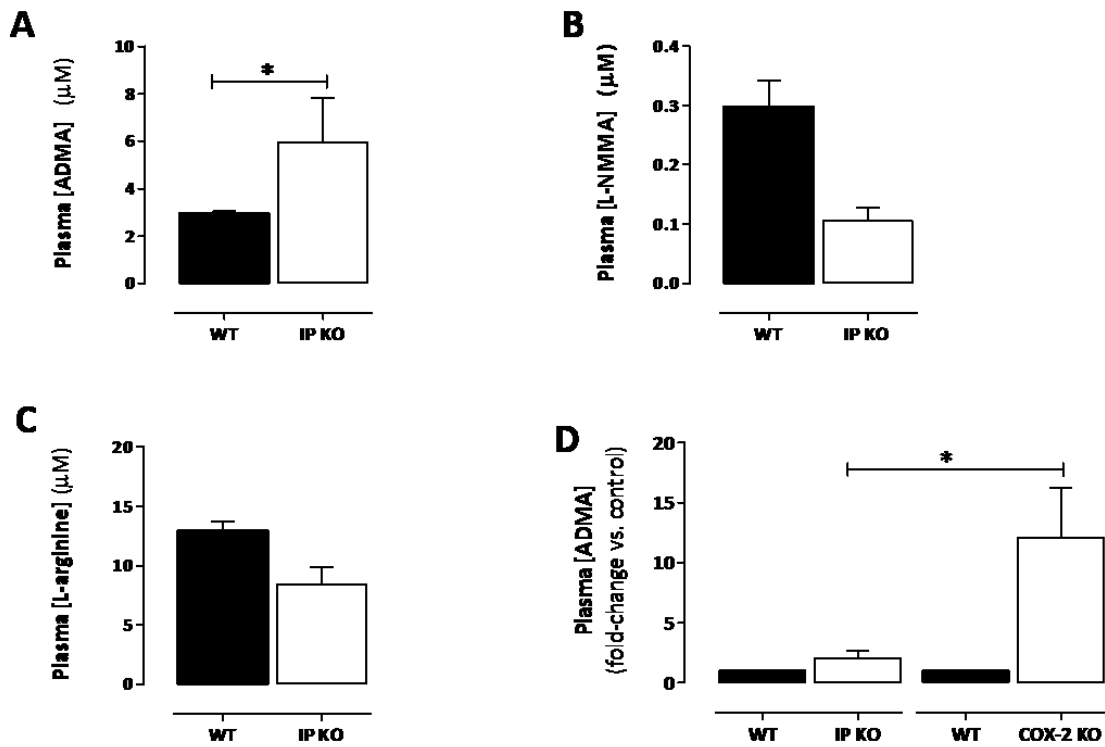 A
Plasma [ADMA] (μM)
10
8
6
4
2
0
*
WT
IP KO
B
Plasma [L-NMMA] (μM)
0.4
0.3
0.2
0.1
0.0
WT
IP KO
C
Plasma [L-arginine] (μM)
20
15
10
5
0
WT
IP KO
D
Plasma [ADMA]
(fold-change vs. control)
20
15
10
5
0
*
WT
IP KO
WT
COX-2 KO